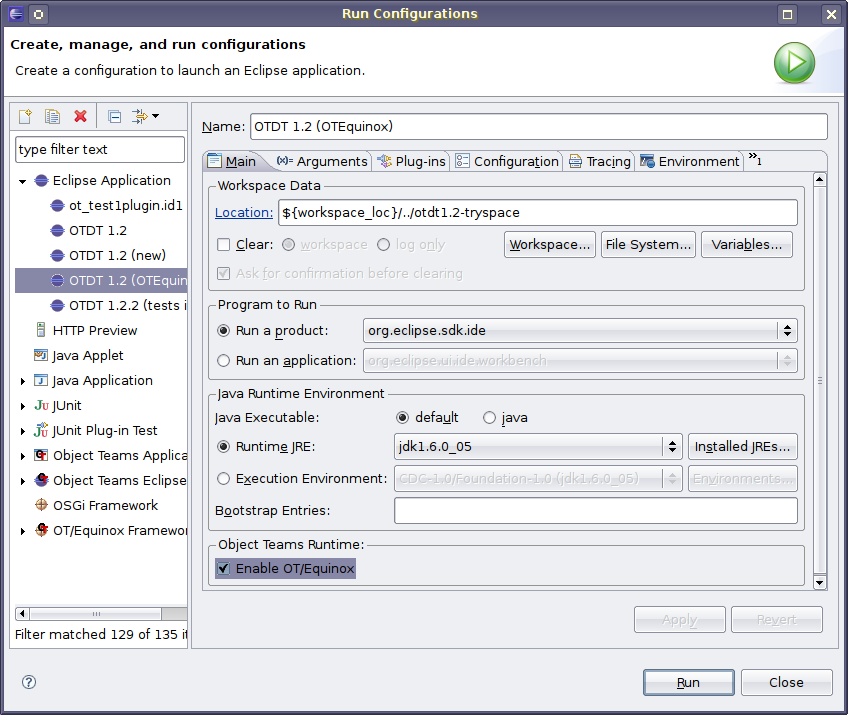 Run Configurations
Create, manage, and run configurations
Create a configuration to launch an Eclipse application.
type filter text
Eclipse Application
ot_test1plugin.id1
OTDT 1.2
OTDT 1.2 (new)
OTDT 1.2 (OTEquin
OTDT 1.2.2 (tests i
HTTP Preview
Java Applet
Java Application
JUnit
JUnit Plug-in Test
Object Teams Applica
Object Teams Eclipse
OSGi Framework
OT/Equinox Framewor
Filter matched 129 of 135 it
Name: OTDT 1.2 (OTEquinox)
Main (x)= Arguments Plug-ins Configuration Tracing Environment »1
Workspace Data
Location: ${workspace_loc}/../otdt1.2-tryspace
Clear: workspace log only Workspace... File System... Variables...
Ask for confirmation before clearing
Program to Run
Run a product: org.eclipse.sdk.ide
Run an application: org.eclipse.ui.ide.workbench
Java Runtime Environment
Java Executable: default java
Runtime JRE: jdk1.6.0_05 Installed JREs...
Execution Environment: CDC-1.0/Foundation-1.0 (jdk1.6.0_05) Environments...
Bootstrap Entries:
Object Teams Runtime:
Enable OT/Equinox
Apply Revert
? Run Close